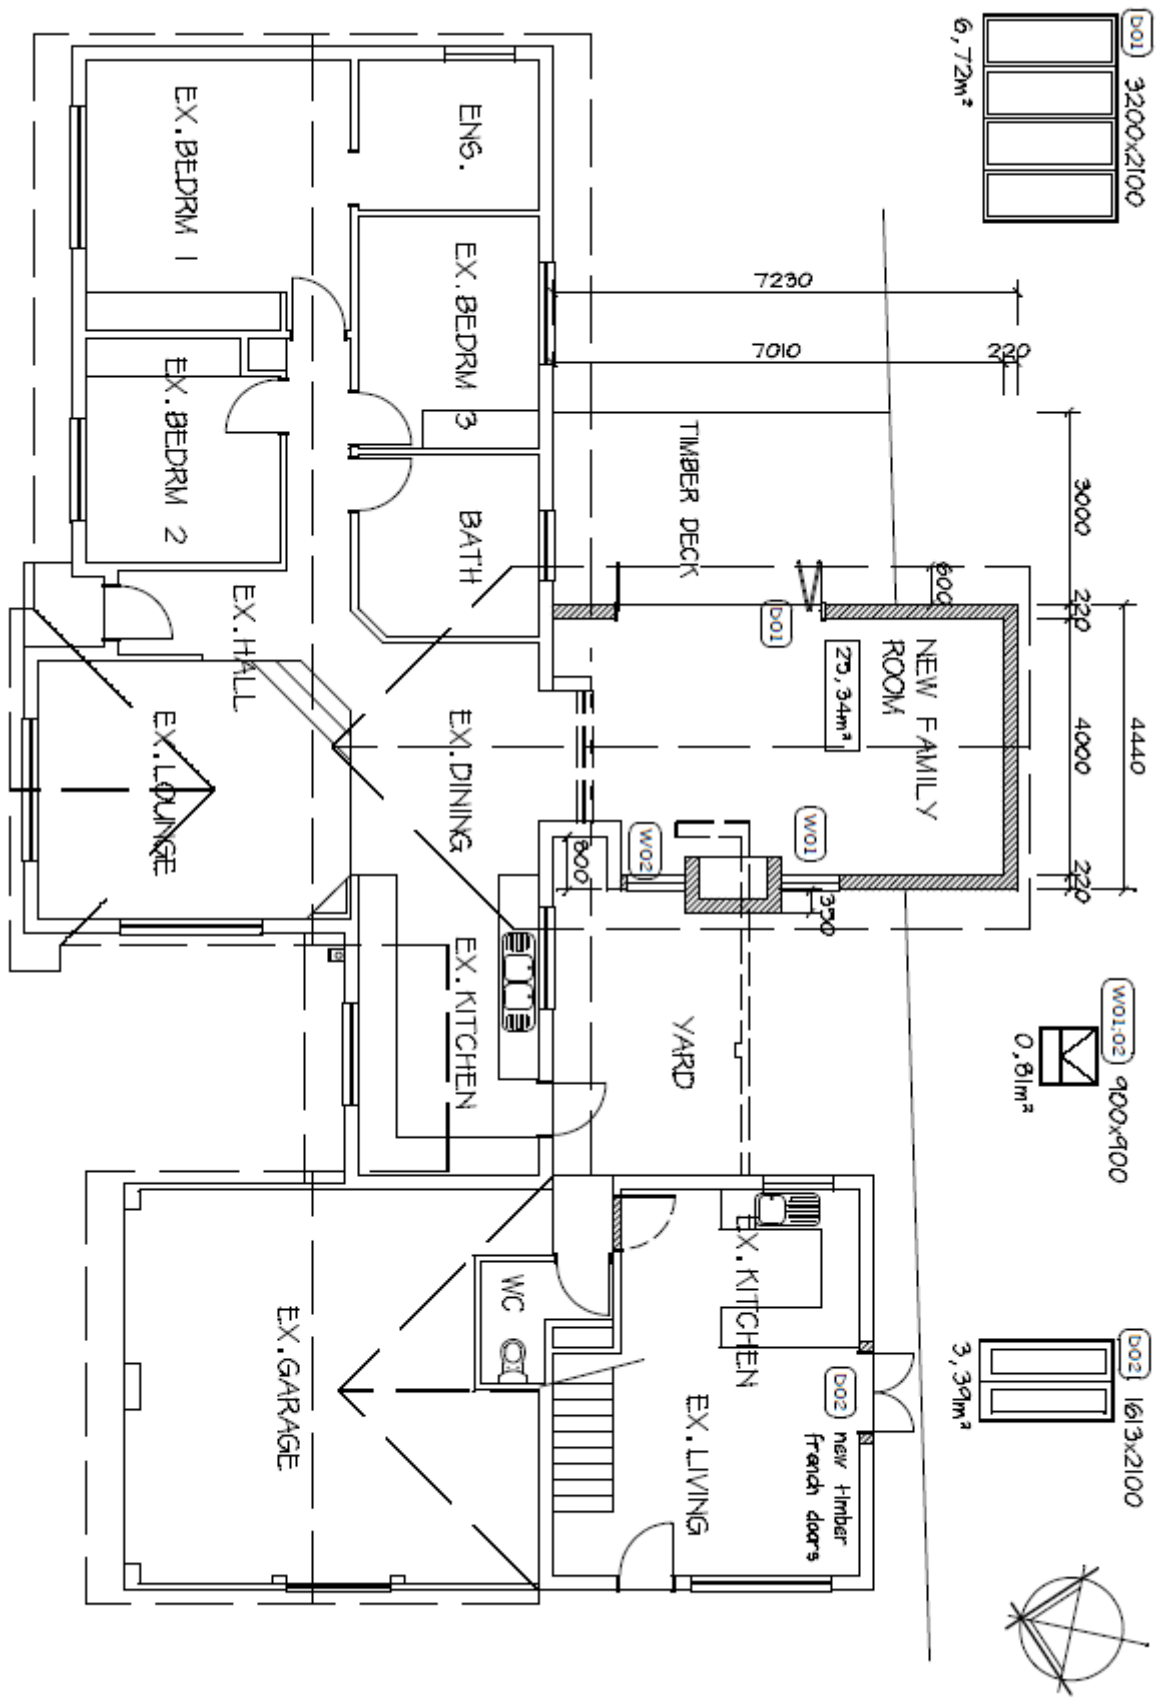 D01 3200x2100
6,72m²
W01;02 900x900
0,81m²
D02 1613x2100
3,39m²
4440
3000
220
4000
220
7230
7010
220
600
NEW FAMILY
ROOM
25,34m²
D01
W01
W02
800
350
TIMBER DECK
YARD
D02
new timber
french doors
EX.KITCHEN
EX.LIVING
WC
ENS.
EX.BEDRM 3
BATH
EX.DINING
EX.KITCHEN
EX.BEDRM 1
EX.BEDRM 2
EX.HALL
EX.LOUNGE
EX.GARAGE